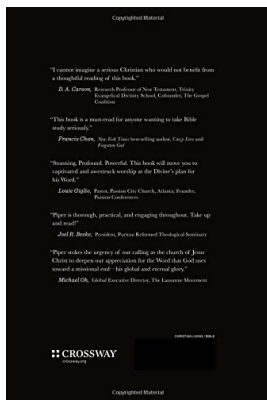 Copyrighted Material
“I cannot imagine a serious Christian who would not benefit from
a thoughtful reading of this book.”
D. A. Carson, Research Professor of New Testament, Trinity
Evangelical Divinity School; Cofounder, The Gospel
Coalition
“This book is a must-read for anyone wanting to take Bible
study seriously.”
Francis Chan, New York Times best-selling author, Crazy Love and
Forgotten God
“Stunning. Profound. Powerful. This book will move you to
captivated and awestruck worship at the Divine’s plan for
his Word.”
Louie Giglio, Pastor, Passion City Church, Atlanta; Founder,
Passion Conferences
“Piper is thorough, practical, and engaging throughout. Take up
and read!”
Joel R. Beeke, President, Puritan Reformed Theological Seminary
“Piper stokes the urgency of our calling as the church of Jesus
Christ to deepen our appreciation for the Word that God uses
toward a missional end—his global and eternal glory.”
Michael Oh, Global Executive Director, The Lausanne Movement
CHRISTIAN LIVING / BIBLE
CROSSWAY
crossway.org
Copyrighted Material